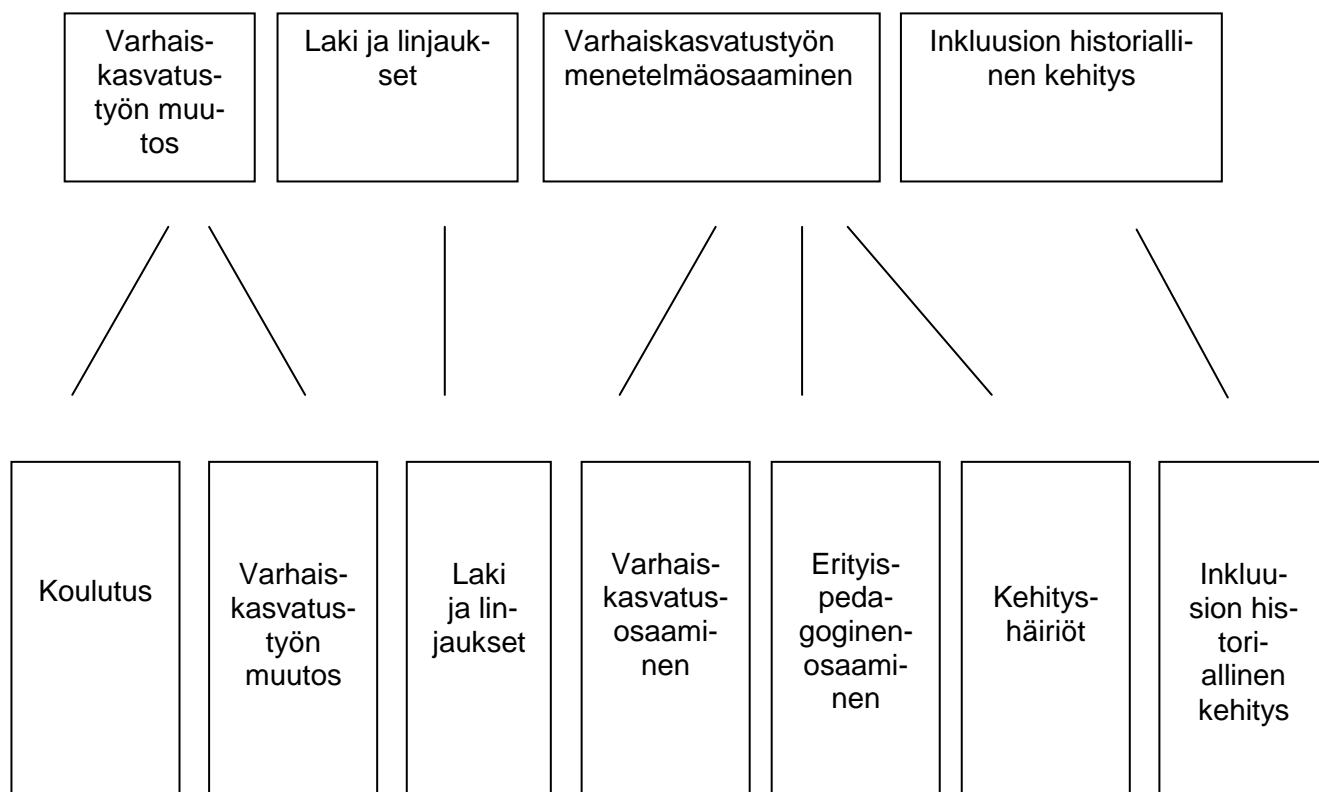 Varhais-
kasvatus-
työn muu-
tos
Laki ja linjauk-
set
Varhaiskasvatustyön
menetelmäosaaminen
Inkluusion historialli-
nen kehitys
Koulutus
Varhais-
kasvatus-
työn
muutos
Laki
ja lin-
jaukset
Varhais-
kasvatus-
osaami-
nen
Erityis-
peda-
goginen-
osaami-
nen
Kehitys-
häiriöt
Inkluu-
sion his-
tori-
allinen
kehitys